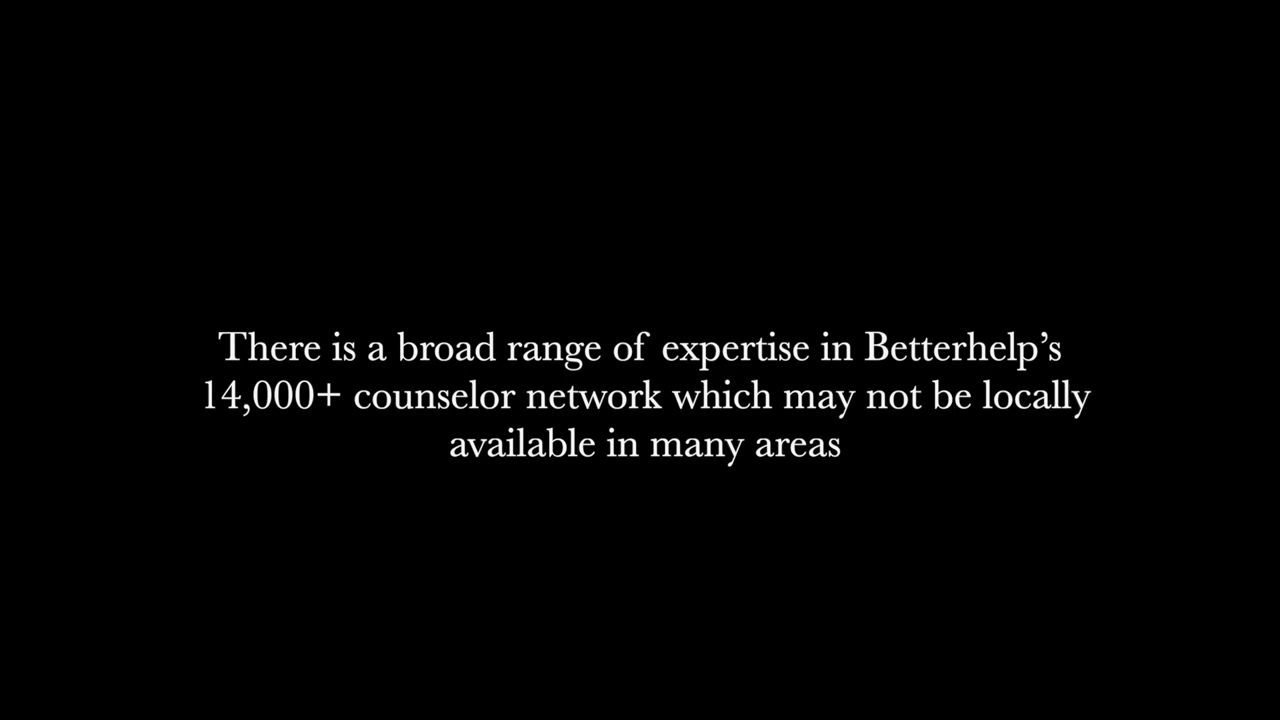 There is a broad range of expertise in Betterhelp’s
14,000+ counselor network which may not be locally
available in many areas